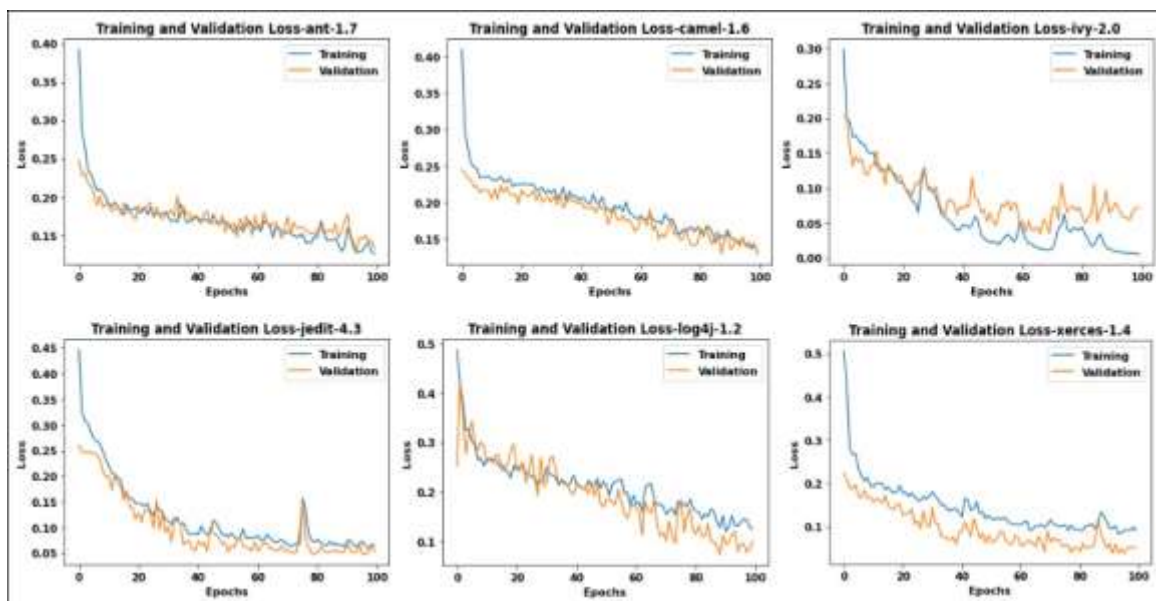 Training and Validation Loss-ant-1.7
0.40
0.35
0.30
0.25
0.20
0.15
Loss
Training
Validation
0
20
40
60
80
100
Epochs
Training and Validation Loss-camel-1.6
0.40
0.35
0.30
0.25
0.20
0.15
Loss
Training
Validation
0
20
40
60
80
100
Epochs
Training and Validation Loss-ivy-2.0
0.30
0.25
0.20
0.15
0.10
0.05
0.00
Loss
Training
Validation
0
20
40
60
80
100
Epochs
Training and Validation Loss-jedit-4.3
0.45
0.40
0.35
0.30
0.25
0.20
0.15
0.10
0.05
Loss
Training
Validation
0
20
40
60
80
100
Epochs
Training and Validation Loss-log4j-1.2
0.5
0.4
0.3
0.2
0.1
Loss
Training
Validation
0
20
40
60
80
100
Epochs
Training and Validation Loss-xerces-1.4
0.5
0.4
0.3
0.2
0.1
Loss
Training
Validation
0
20
40
60
80
100
Epochs